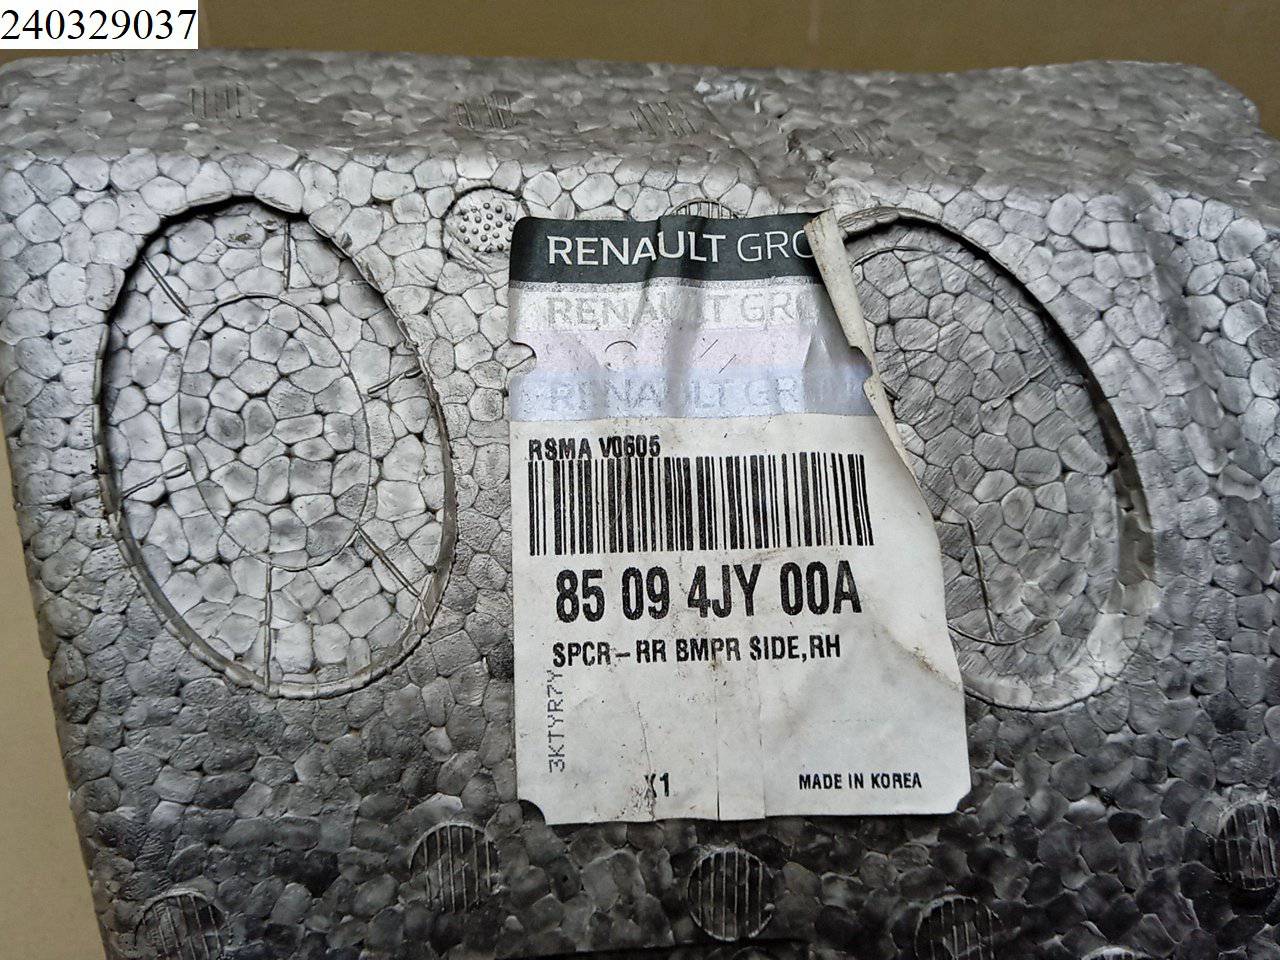 240329037
RENAULT GRO
RENAULT GRO
RENAULT GR
RSMA V0605
85 09 4JY 00A
SPCR-RR BMPR SIDE,RH
3KTYR7Y
X1
MADE IN KOREA